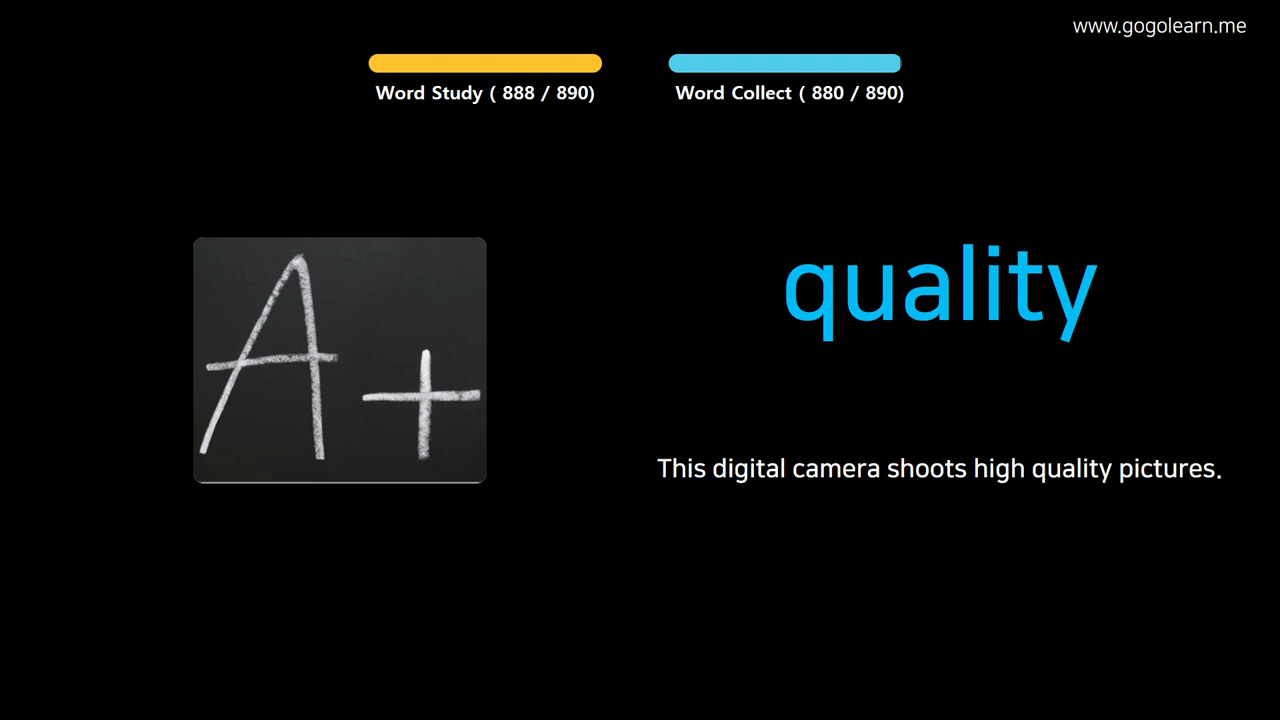 www.gogolearn.me
Word Study ( 888 / 890)
Word Collect ( 880 / 890)
A+
quality
This digital camera shoots high quality pictures.